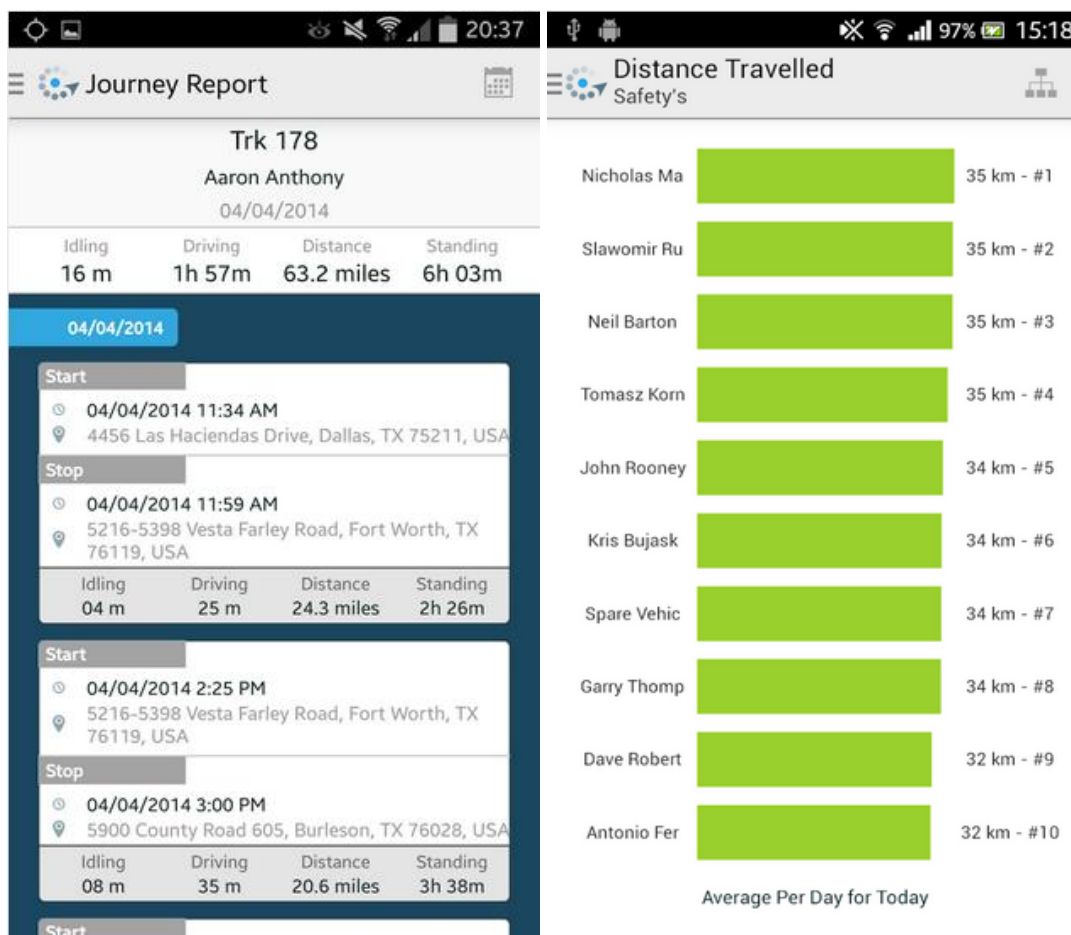 20:37
Journey Report
Trk 178
Aaron Anthony
04/04/2014
Idling Driving Distance Standing
16 m 1h 57m 63.2 miles 6h 03m
04/04/2014
Start
04/04/2014 11:34 AM
4456 Las Haciendas Drive, Dallas, TX 75211, USA
Stop
04/04/2014 11:59 AM
5216-5398 Vesta Farley Road, Fort Worth, TX
76119, USA
Idling Driving Distance Standing
04 m 25 m 24.3 miles 2h 26m
Start
04/04/2014 2:25 PM
5216-5398 Vesta Farley Road, Fort Worth, TX
76119, USA
Stop
04/04/2014 3:00 PM
5900 County Road 605, Burleson, TX 76028, USA
Idling Driving Distance Standing
08 m 35 m 20.6 miles 3h 38m
Start
97% 15:18
Distance Travelled
Safety's
Nicholas Ma 35 km - #1
Slawomir Ru 35 km - #2
Neil Barton 35 km - #3
Tomasz Korn 35 km - #4
John Rooney 34 km - #5
Kris Bujask 34 km - #6
Spare Vehic 34 km - #7
Garry Thomp 34 km - #8
Dave Robert 32 km - #9
Antonio Fer 32 km - #10
Average Per Day for Today